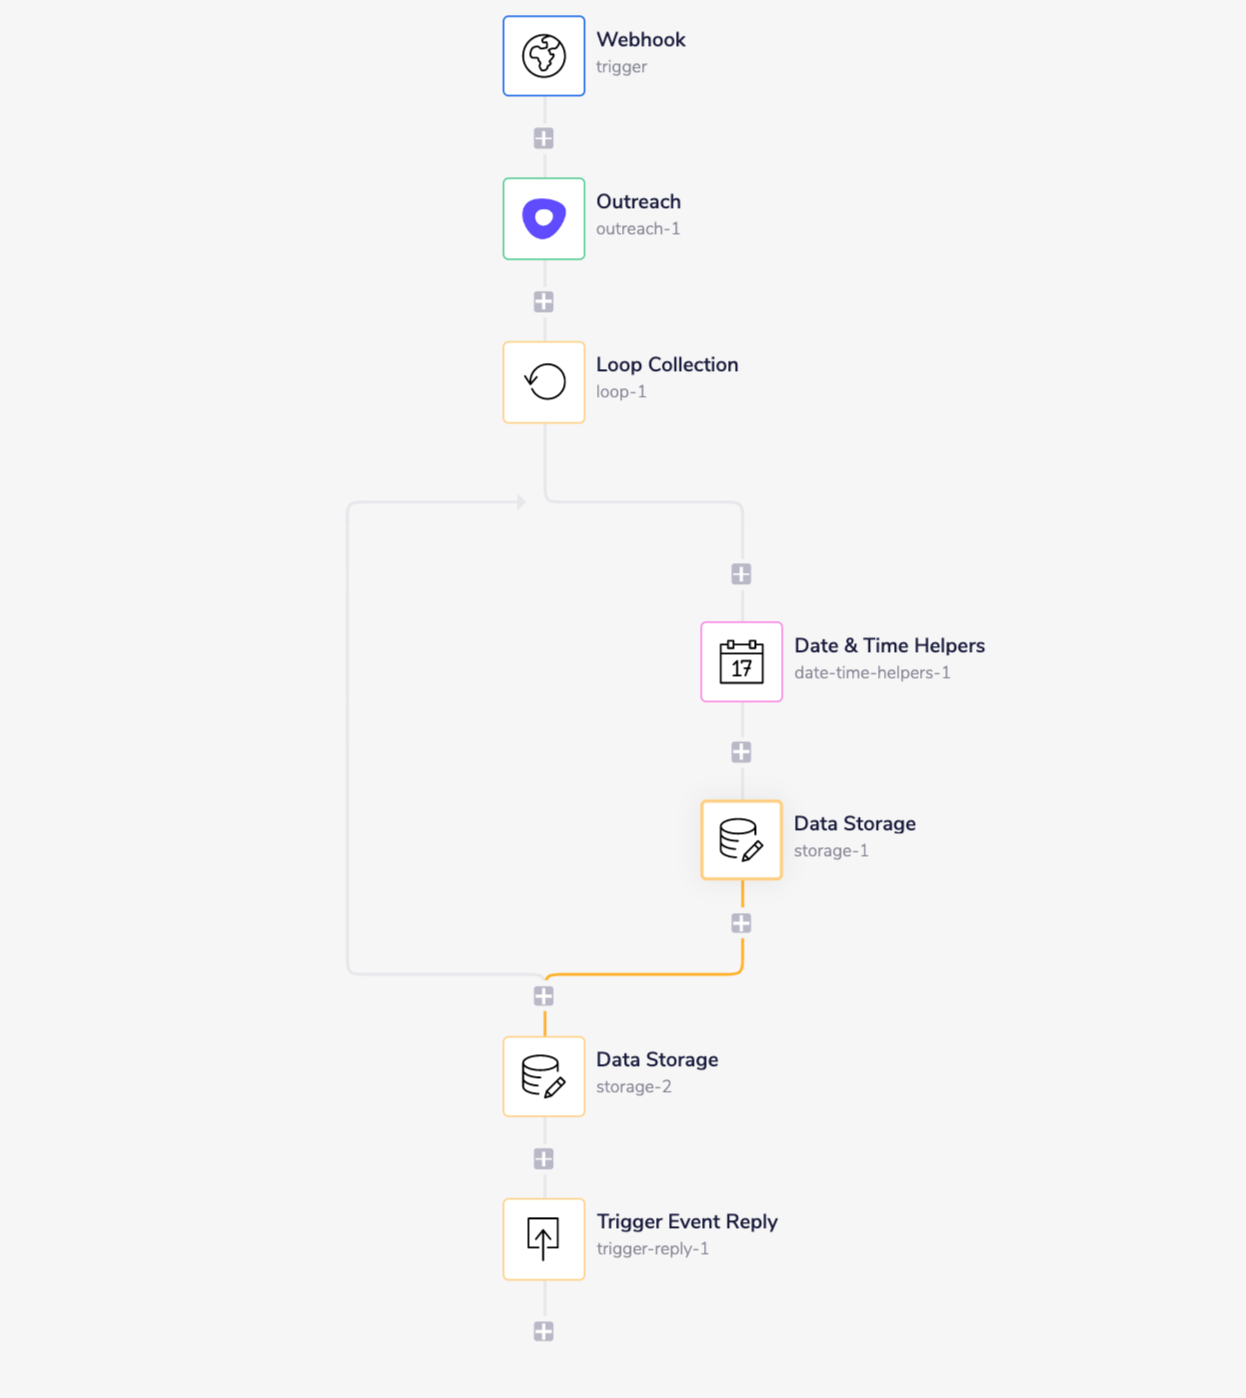 Webhook
trigger
Outreach
outreach-1
Loop Collection
loop-1
Date & Time Helpers
17
date-time-helpers-1
Data Storage
storage-1
Data Storage
storage-2
Trigger Event Reply
trigger-reply-1